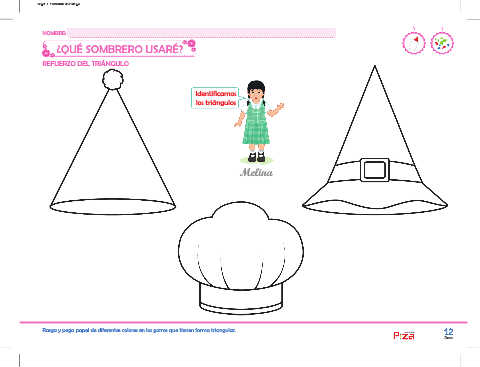 NOMBRE:
¿QUÉ SOMBRERO USARÉ?
REFUERZO DEL TRIÁNGULO
Identificamos
los triángulos
Melina
Rasga y pega papel de diferentes colores en los gorros que tienen forma triangular.
12